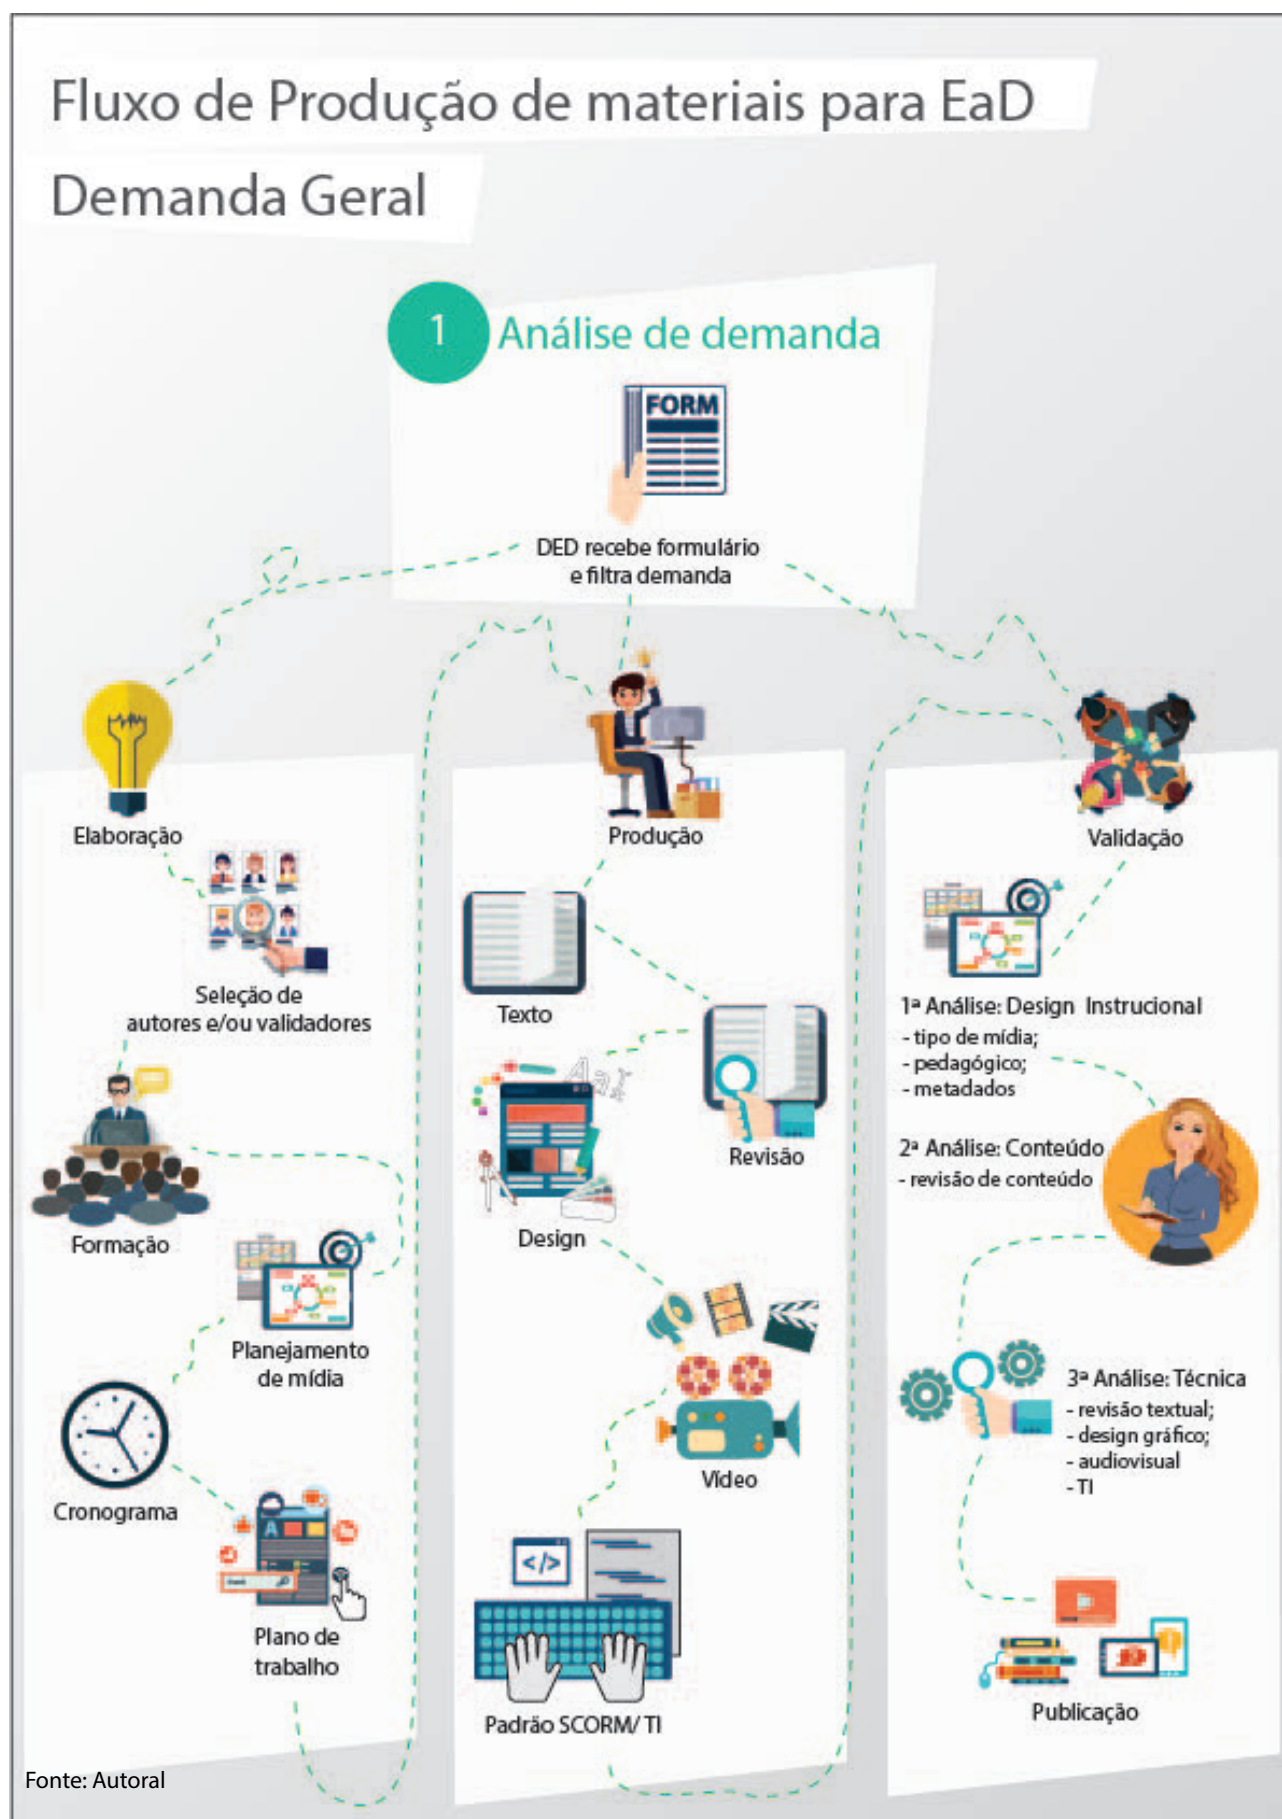 Fluxo de Produção de materiais para EaD
Demanda Geral
1
Análise de demanda
FORM
DED recebe formulário
e filtra demanda
Elaboração
Seleção de
autores e/ou validadores
Formação
Planejamento
de mídia
Cronograma
A
Plano de
trabalho
Produção
Texto
Revisão
Design
Vídeo
</>
Padrão SCORM/ TI
Validação
1ª Análise: Design Instrucional
- tipo de mídia;
- pedagógico;
- metadados
2ª Análise: Conteúdo
- revisão de conteúdo
3ª Análise: Técnica
- revisão textual;
- design gráfico;
- audiovisual
- TI
Publicação
Fonte: Autoral